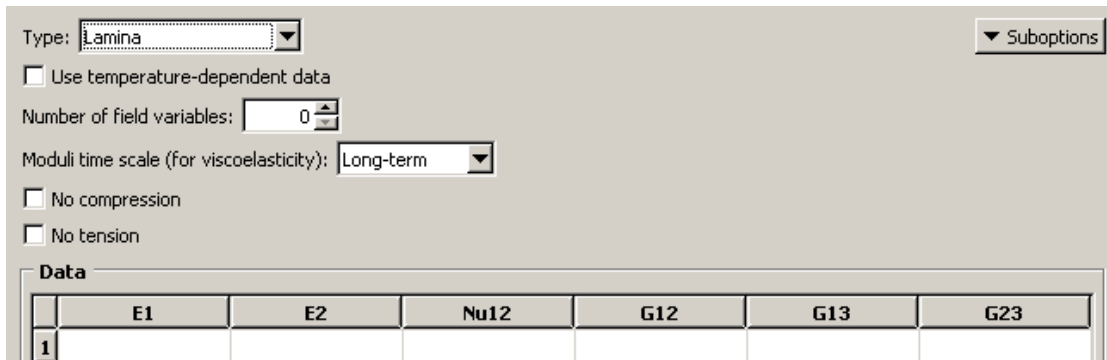 Type: Lamina Suboptions
Use temperature-dependent data
Number of field variables: 0
Moduli time scale (for viscoelasticity): Long-term
No compression
No tension
Data
E1 E2 Nu12 G12 G13 G23
1